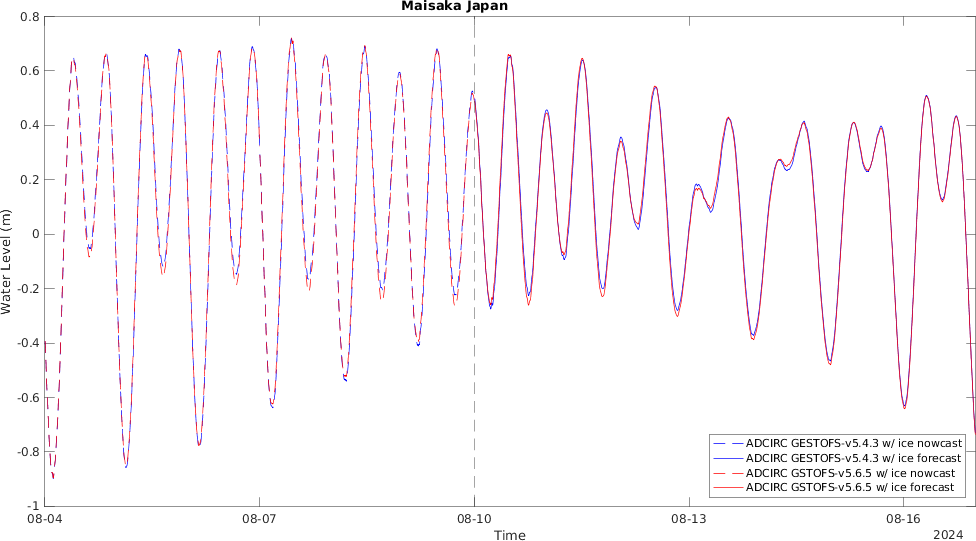 Maisaka Japan
0.8
0.6
0.4
0.2
0
-0.2
-0.4
-0.6
-0.8
-1
Water Level (m)
08-04
08-07
08-10
08-13
08-16
Time
2024
ADCIRC GESTOFS-v5.4.3 w/ ice nowcast
ADCIRC GESTOFS-v5.4.3 w/ ice forecast
ADCIRC GSTOFS-v5.6.5 w/ ice nowcast
ADCIRC GSTOFS-v5.6.5 w/ ice forecast